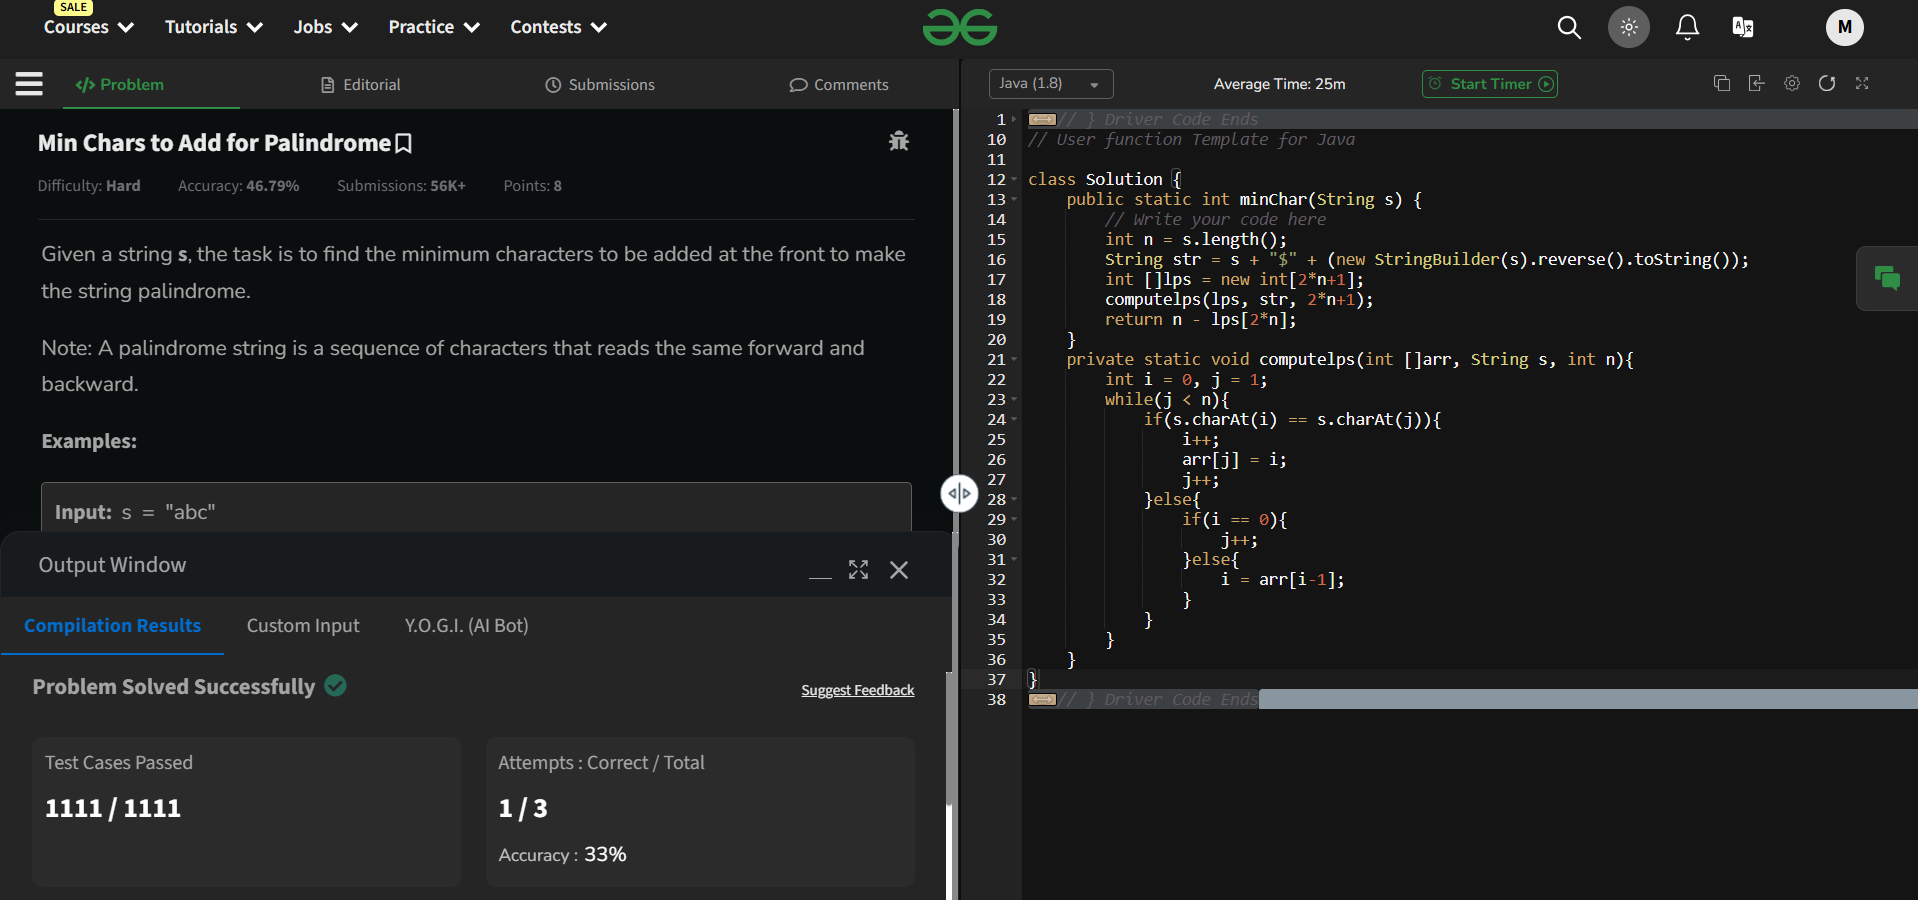 SALE
Courses Tutorials Jobs Practice Contests M
</> Problem Editorial Submissions Comments
Min Chars to Add for Palindrome
Difficulty: Hard Accuracy: 46.79% Submissions: 56K+ Points: 8
Given a string s, the task is to find the minimum characters to be added at the front to make
the string palindrome.
Note: A palindrome string is a sequence of characters that reads the same forward and
backward.
Examples:
Input: s = "abc"
Output Window
Compilation Results Custom Input Y.O.G.I. (AI Bot)
Problem Solved Successfully
Suggest Feedback
Test Cases Passed
1111 / 1111
Attempts : Correct / Total
1 / 3
Accuracy : 33%
Java (1.8) Average Time: 25m Start Timer
1 // } Driver Code Ends
10 // User function Template for Java
11
12 class Solution {
13 public static int minChar(String s) {
14 // Write your code here
15 int n = s.length();
16 String str = s + "$" + (new StringBuilder(s).reverse().toString());
17 int []lps = new int[2*n+1];
18 computelps(lps, str, 2*n+1);
19 return n - lps[2*n];
20 }
21 private static void computelps(int []arr, String s, int n){
22 int i = 0, j = 1;
23 while(j < n){
24 if(s.charAt(i) == s.charAt(j)){
25 i++;
26 arr[j] = i;
27 j++;
28 }else{
29 if(i == 0){
30 j++;
31 }else{
32 i = arr[i-1];
33 }
34 }
35 }
36 }
37 }
38 // } Driver Code Ends